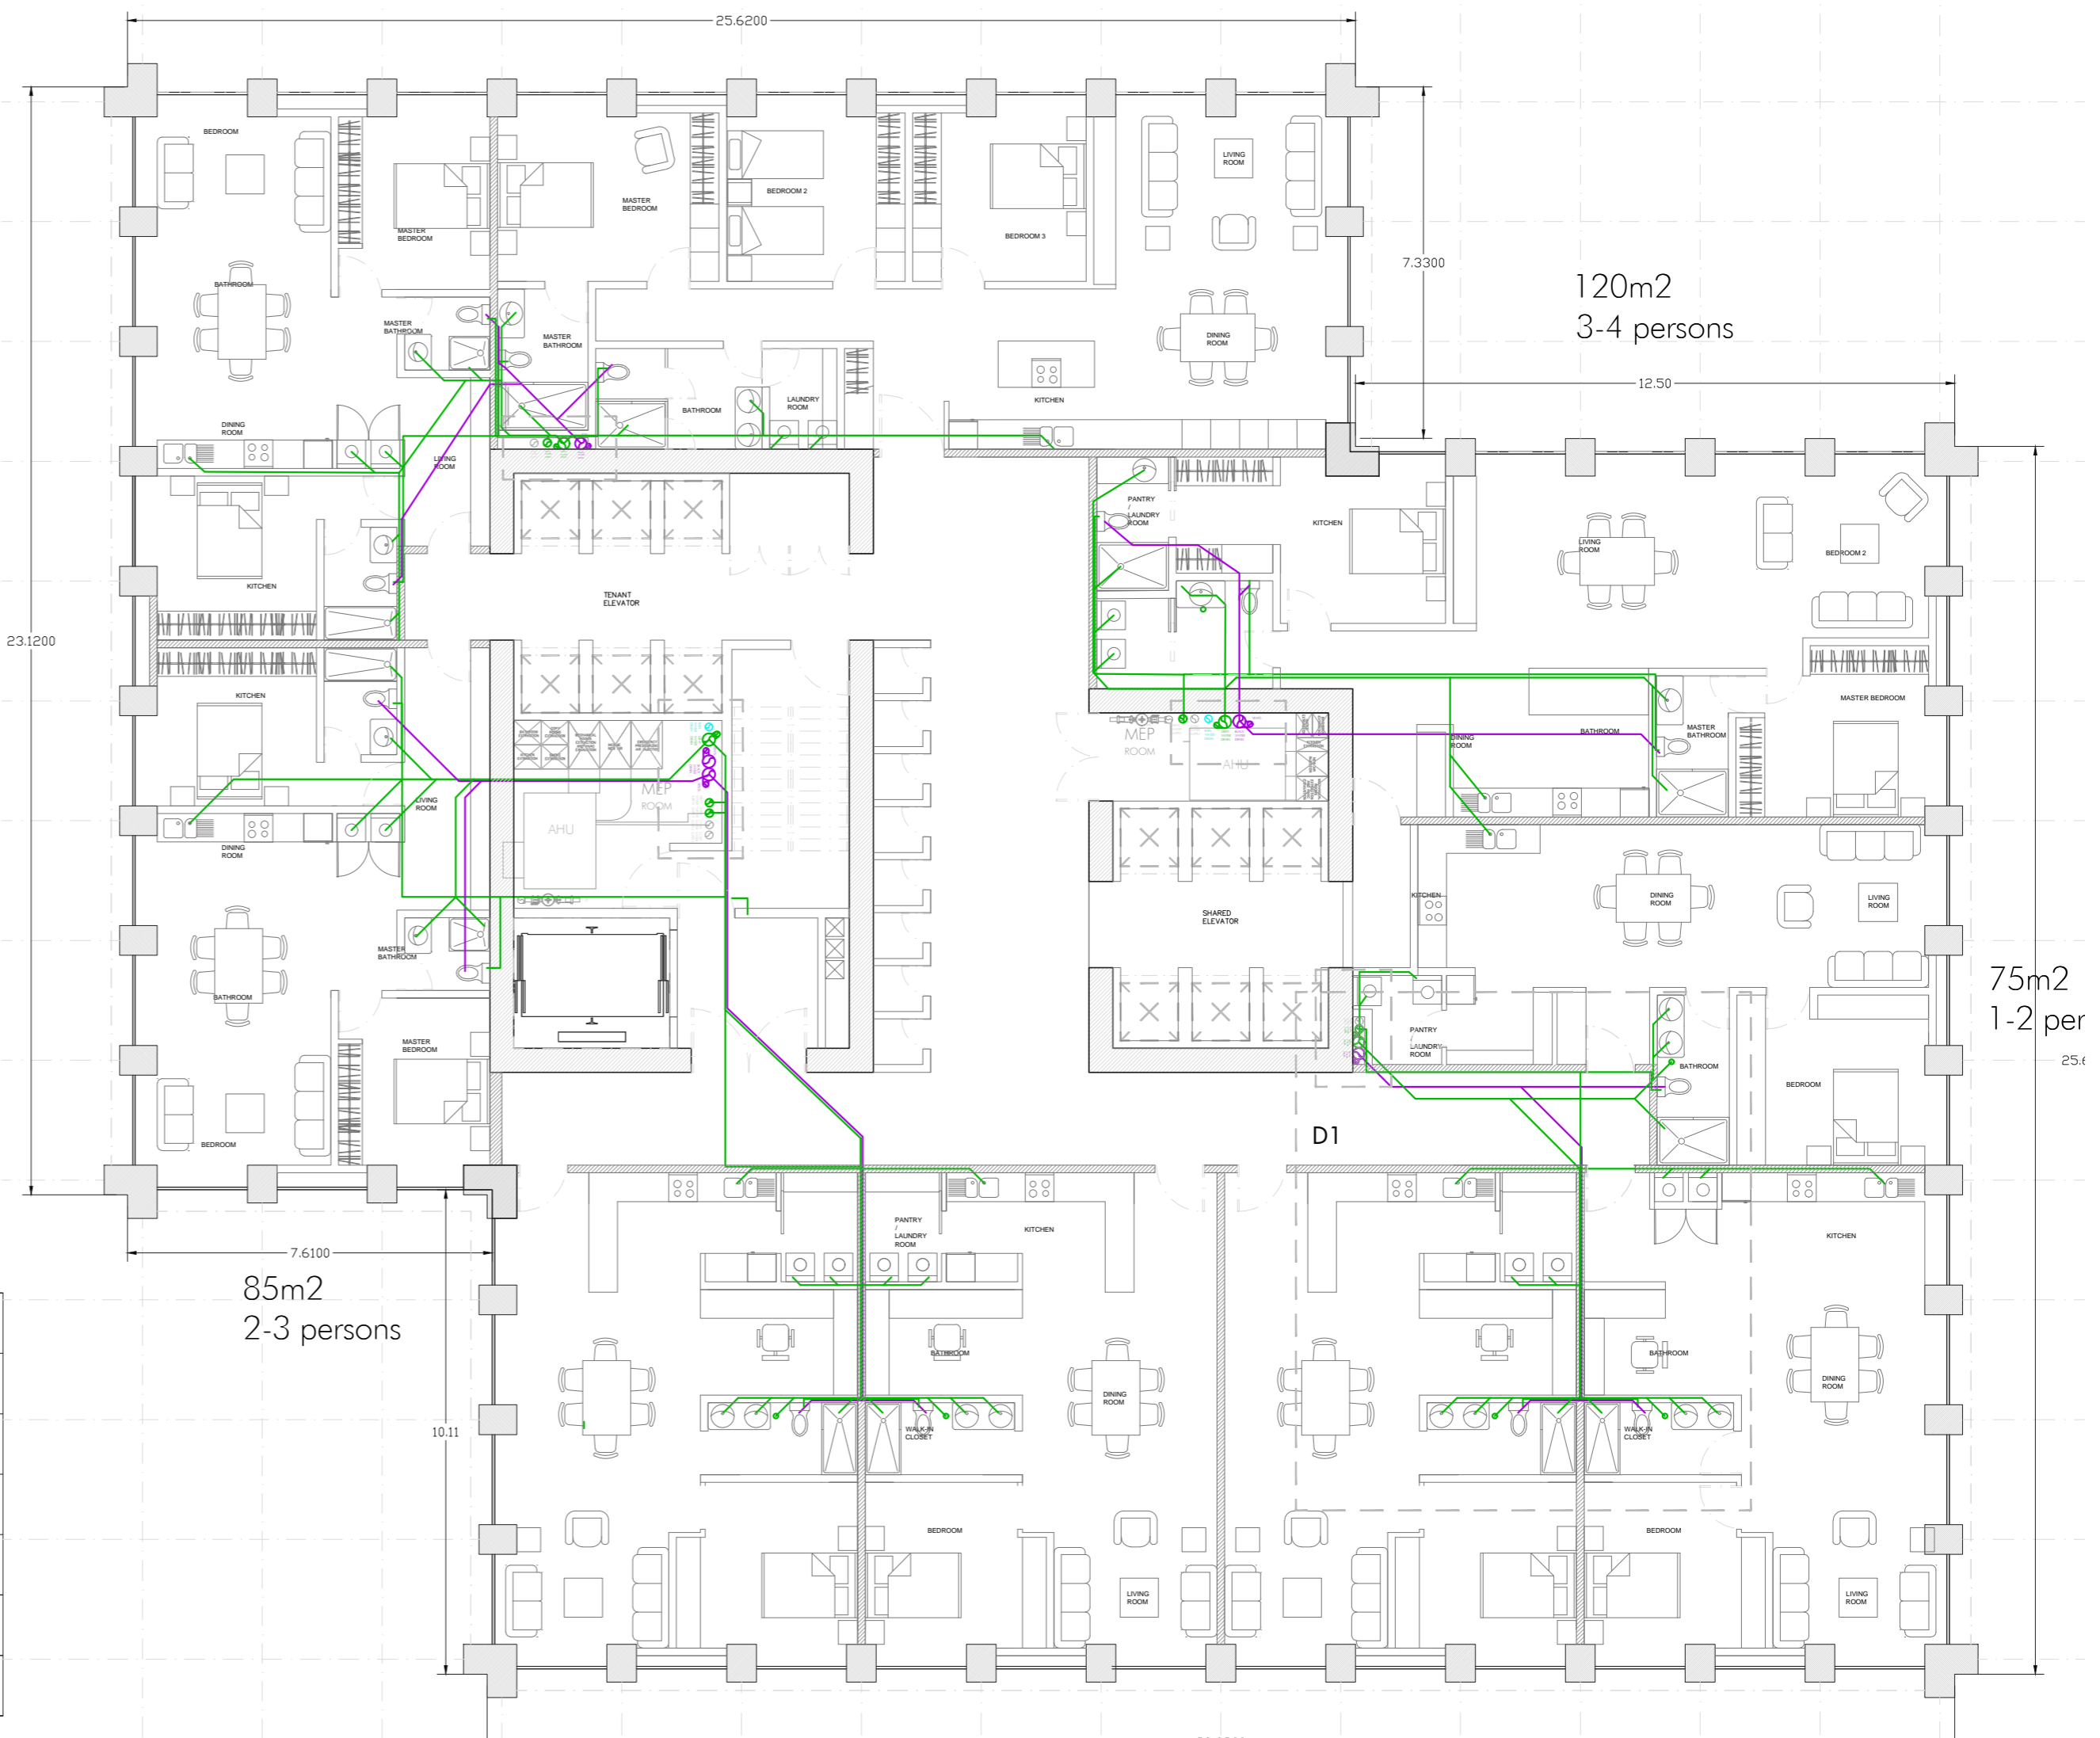 25.6200
BEDROOM
LIVING
ROOM
BEDROOM 2
MASTER
BEDROOM
MASTER
BEDROOM
BEDROOM 3
7.3300
120m2
3-4 persons
BATHROOM
MASTER
BATHROOM
MASTER
BATHROOM
DINING
ROOM
12.50
LAUNDRY
ROOM
BATHROOM
KITCHEN
DINING
ROOM
LIVING
ROOM
PANTRY
/
LAUNDRY
ROOM
KITCHEN
LIVING
ROOM
BEDROOM 2
KITCHEN
TENANT
ELEVATOR
23.1200
KITCHEN
MASTER BEDROOM
MEP
ROOM
AHU
DINING
ROOM
BATHROOM
MASTER
BATHROOM
LIVING
ROOM
MEP
ROOM
AHU
DINING
ROOM
KITCHEN
DINING
ROOM
LIVING
ROOM
SHARED
ELEVATOR
MASTER
BATHROOM
BATHROOM
75m2
1-2 per
25.6
PANTRY
/
LAUNDRY
ROOM
BATHROOM
BEDROOM
MASTER
BEDROOM
BEDROOM
D1
7.6100
85m2
2-3 persons
PANTRY
/
LAUNDRY
ROOM
KITCHEN
KITCHEN
BATHROOM
BATHROOM
DINING
ROOM
DINING
ROOM
10.11
WALK-IN
CLOSET
WALK-IN
CLOSET
BEDROOM
BEDROOM
LIVING
ROOM
LIVING
ROOM